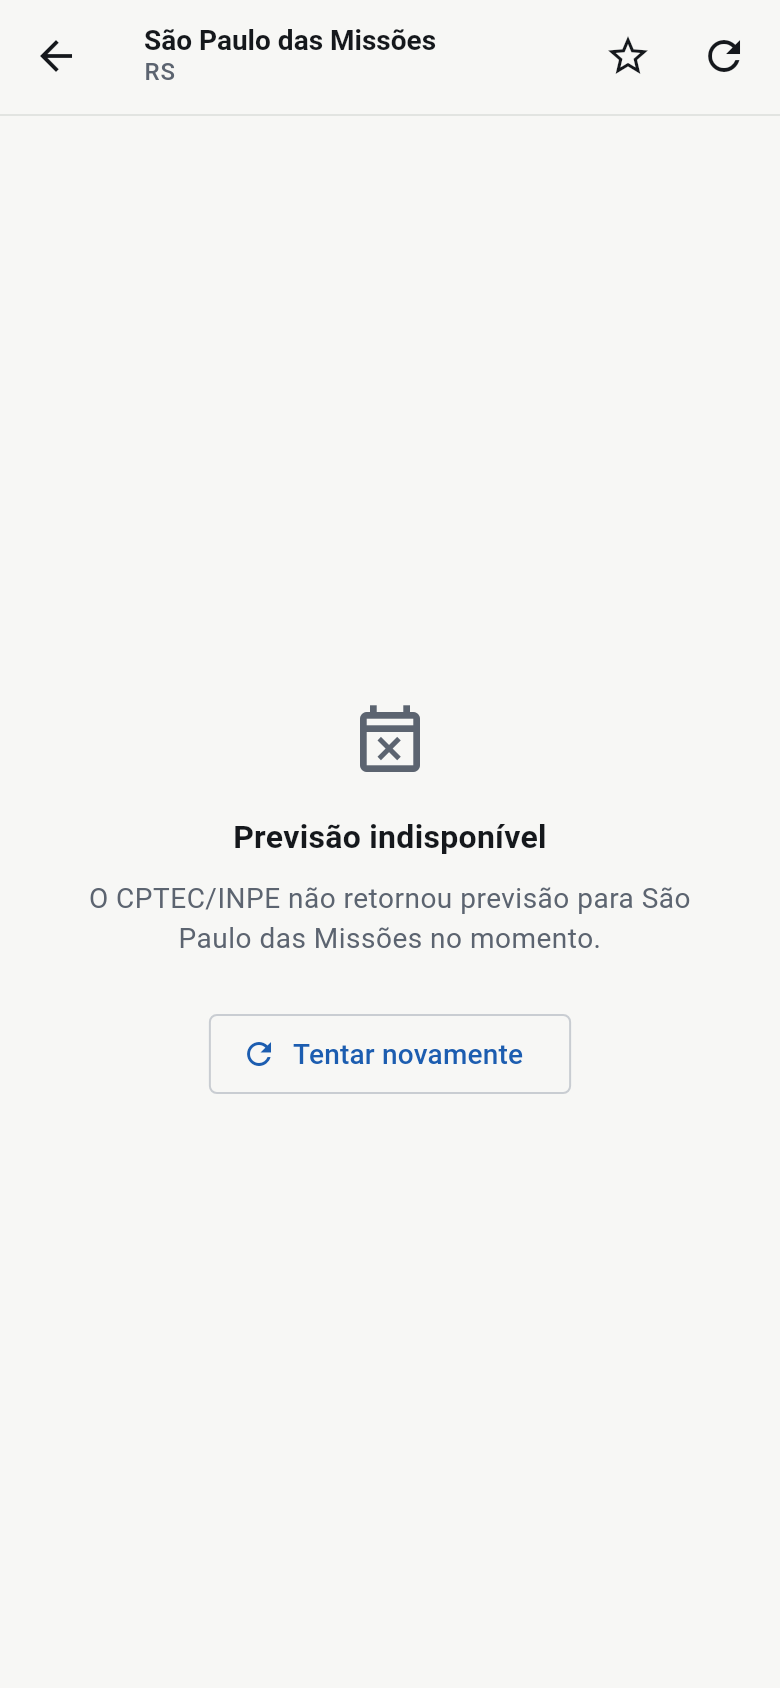 São Paulo das Missões
RS
Previsão indisponível
O CPTEC/INPE não retornou previsão para São
Paulo das Missões no momento.
Tentar novamente